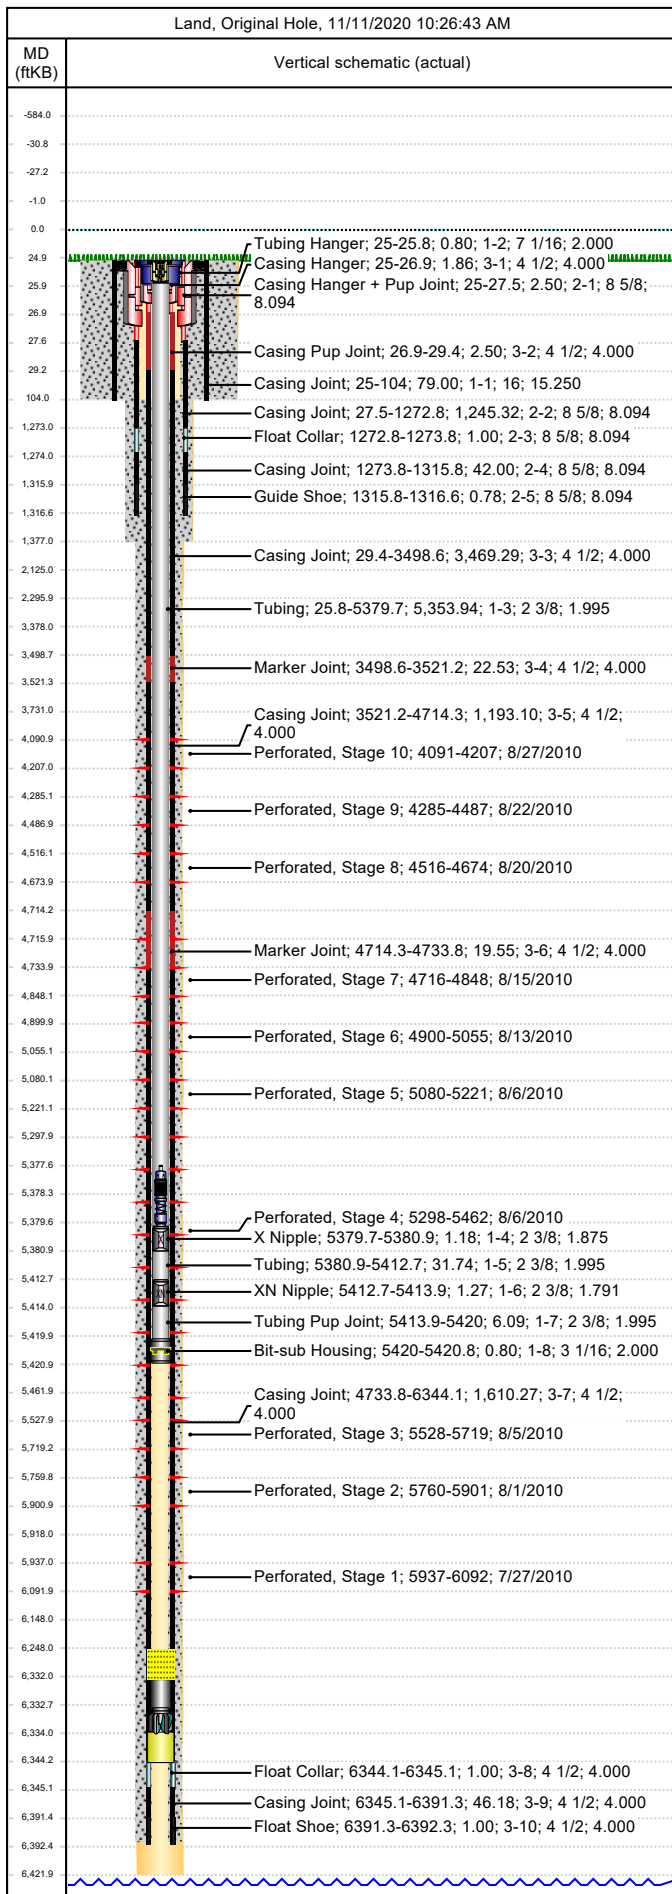 Land, Original Hole, 11/11/2020 10:26:43 AM
MD
(ftKB)
Vertical schematic (actual)
-584.0
-30.8
-27.2
-1.0
0.0
24.9
25.9
26.9
27.6
29.2
104.0
1,273.0
1,274.0
1,315.9
1,316.6
1,377.0
2,125.0
2,295.9
3,378.0
3,498.7
3,521.3
3,731.0
4,090.9
4,207.0
4,285.1
4,486.9
4,516.1
4,673.9
4,714.2
4,715.9
4,733.9
4,848.1
4,899.9
5,055.1
5,080.1
5,221.1
5,297.9
5,377.6
5,378.3
5,379.6
5,380.9
5,412.7
5,414.0
5,419.9
5,420.9
5,461.9
5,527.9
5,719.2
5,759.8
5,900.9
5,918.0
5,937.0
6,091.9
6,148.0
6,248.0
6,332.0
6,332.7
6,334.0
6,344.2
6,345.1
6,391.4
6,392.4
6,421.9
Tubing Hanger; 25-25.8; 0.80; 1-2; 7 1/16; 2.000
Casing Hanger; 25-26.9; 1.86; 3-1; 4 1/2; 4.000
Casing Hanger + Pup Joint; 25-27.5; 2.50; 2-1; 8 5/8;
8.094
Casing Pup Joint; 26.9-29.4; 2.50; 3-2; 4 1/2; 4.000
Casing Joint; 25-104; 79.00; 1-1; 16; 15.250
Casing Joint; 27.5-1272.8; 1,245.32; 2-2; 8 5/8; 8.094
Float Collar; 1272.8-1273.8; 1.00; 2-3; 8 5/8; 8.094
Casing Joint; 1273.8-1315.8; 42.00; 2-4; 8 5/8; 8.094
Guide Shoe; 1315.8-1316.6; 0.78; 2-5; 8 5/8; 8.094
Casing Joint; 29.4-3498.6; 3,469.29; 3-3; 4 1/2; 4.000
Tubing; 25.8-5379.7; 5,353.94; 1-3; 2 3/8; 1.995
Marker Joint; 3498.6-3521.2; 22.53; 3-4; 4 1/2; 4.000
Casing Joint; 3521.2-4714.3; 1,193.10; 3-5; 4 1/2;
4.000
Perforated, Stage 10; 4091-4207; 8/27/2010
Perforated, Stage 9; 4285-4487; 8/22/2010
Perforated, Stage 8; 4516-4674; 8/20/2010
Marker Joint; 4714.3-4733.8; 19.55; 3-6; 4 1/2; 4.000
Perforated, Stage 7; 4716-4848; 8/15/2010
Perforated, Stage 6; 4900-5055; 8/13/2010
Perforated, Stage 5; 5080-5221; 8/6/2010
Perforated, Stage 4; 5298-5462; 8/6/2010
X Nipple; 5379.7-5380.9; 1.18; 1-4; 2 3/8; 1.875
Tubing; 5380.9-5412.7; 31.74; 1-5; 2 3/8; 1.995
XN Nipple; 5412.7-5413.9; 1.27; 1-6; 2 3/8; 1.791
Tubing Pup Joint; 5413.9-5420; 6.09; 1-7; 2 3/8; 1.995
Bit-sub Housing; 5420-5420.8; 0.80; 1-8; 3 1/16; 2.000
Casing Joint; 4733.8-6344.1; 1,610.27; 3-7; 4 1/2;
4.000
Perforated, Stage 3; 5528-5719; 8/5/2010
Perforated, Stage 2; 5760-5901; 8/1/2010
Perforated, Stage 1; 5937-6092; 7/27/2010
Float Collar; 6344.1-6345.1; 1.00; 3-8; 4 1/2; 4.000
Casing Joint; 6345.1-6391.3; 46.18; 3-9; 4 1/2; 4.000
Float Shoe; 6391.3-6392.3; 1.00; 3-10; 4 1/2; 4.000
X
XN